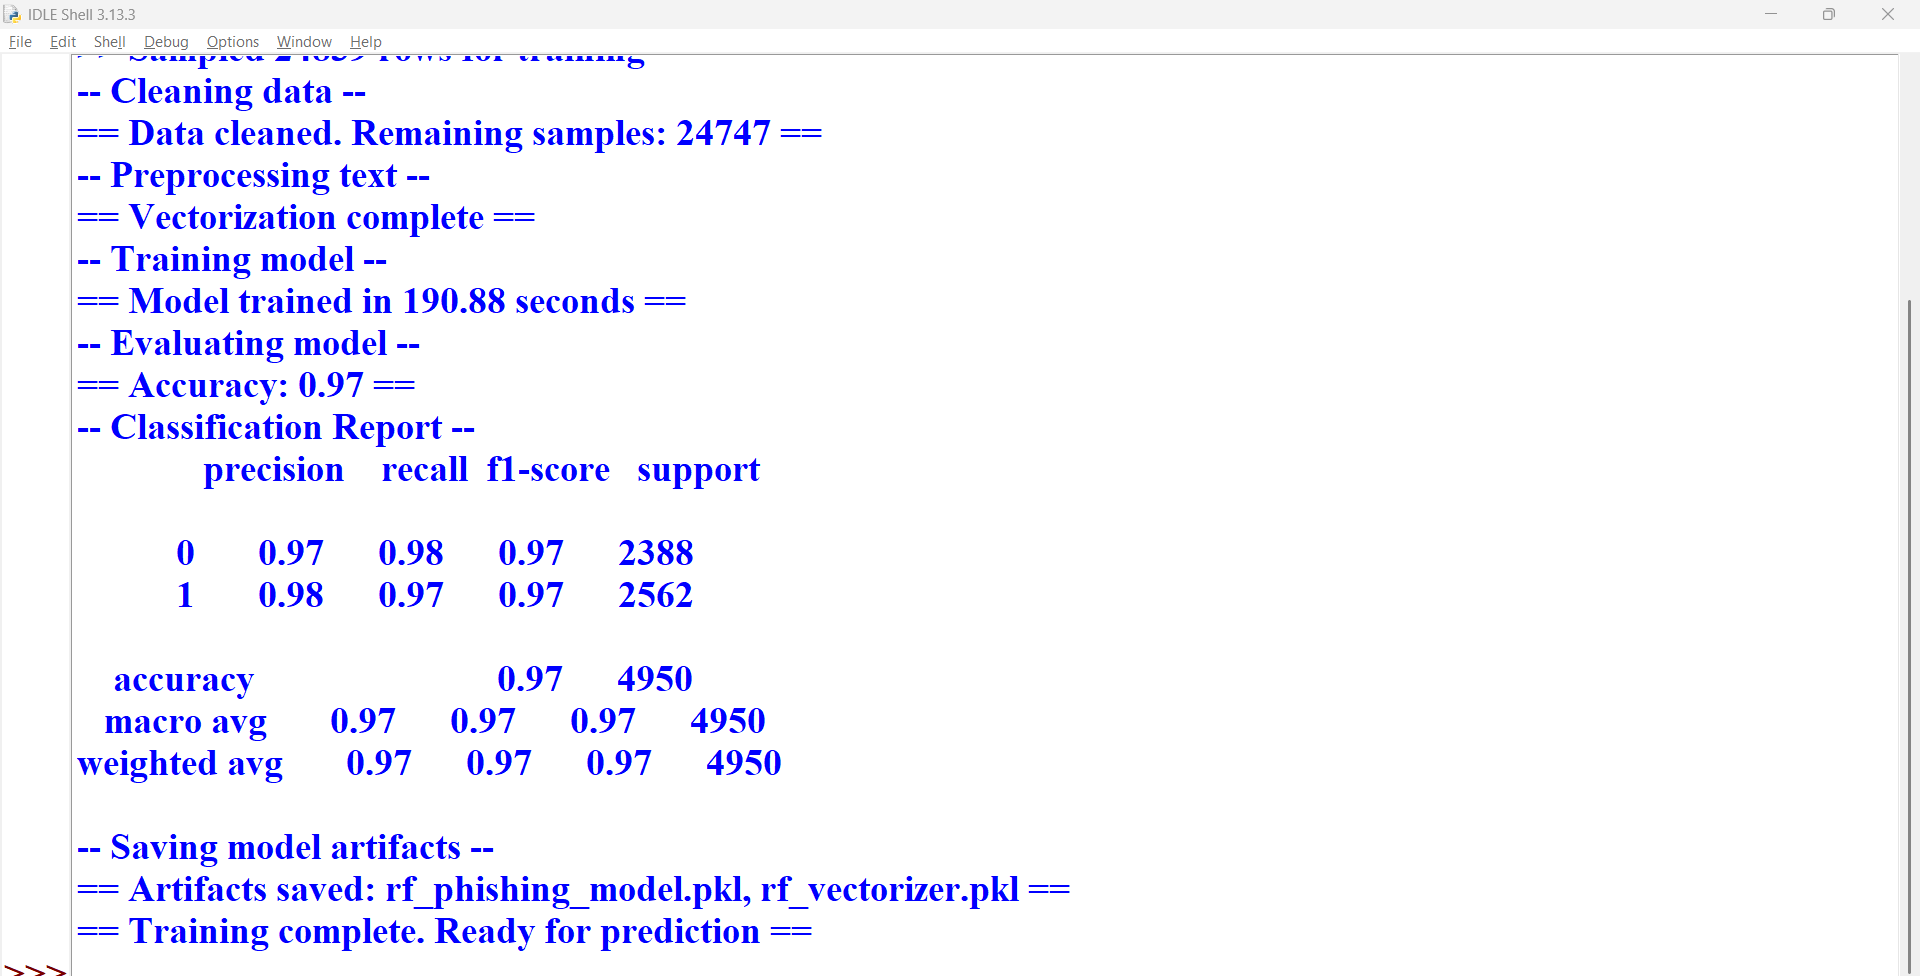 IDLE Shell 3.13.3
File Edit Shell Debug Options Window Help
>> Sampled 24859 rows for training
-- Cleaning data --
== Data cleaned. Remaining samples: 24747 ==
-- Preprocessing text --
== Vectorization complete ==
-- Training model --
== Model trained in 190.88 seconds ==
-- Evaluating model --
== Accuracy: 0.97 ==
-- Classification Report --
precision recall f1-score support
0 0.97 0.98 0.97 2388
1 0.98 0.97 0.97 2562
accuracy 0.97 4950
macro avg 0.97 0.97 0.97 4950
weighted avg 0.97 0.97 0.97 4950
-- Saving model artifacts --
== Artifacts saved: rf_phishing_model.pkl, rf_vectorizer.pkl ==
== Training complete. Ready for prediction ==
>>>